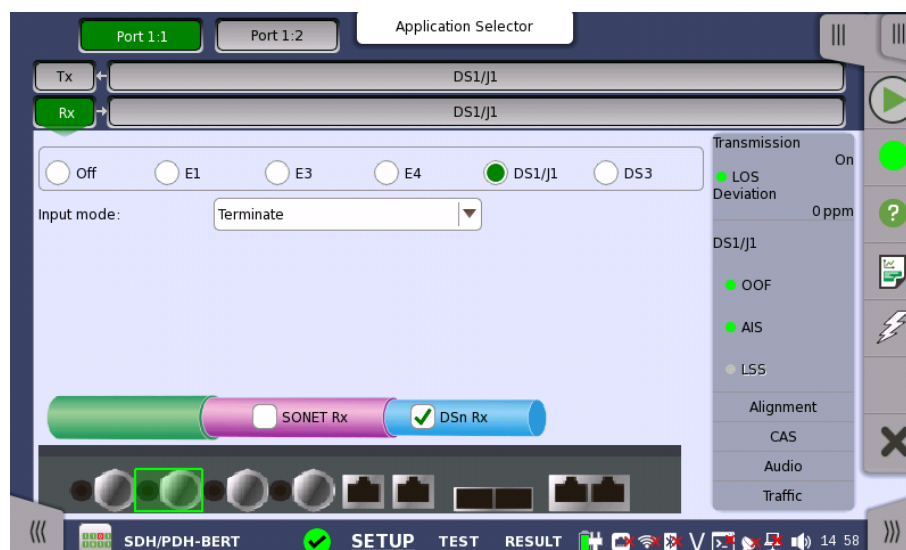 Port 1:1 Port 1:2 Application Selector
Tx DS1/J1
Rx DS1/J1
Off E1 E3 E4 DS1/J1 DS3
Input mode: Terminate
Transmission
On
LOS
Deviation
0 ppm
DS1/J1
OOF
AIS
LSS
Alignment
CAS
Audio
Traffic
SONET Rx DSn Rx
SDH/PDH-BERT SETUP TEST RESULT V 14 58